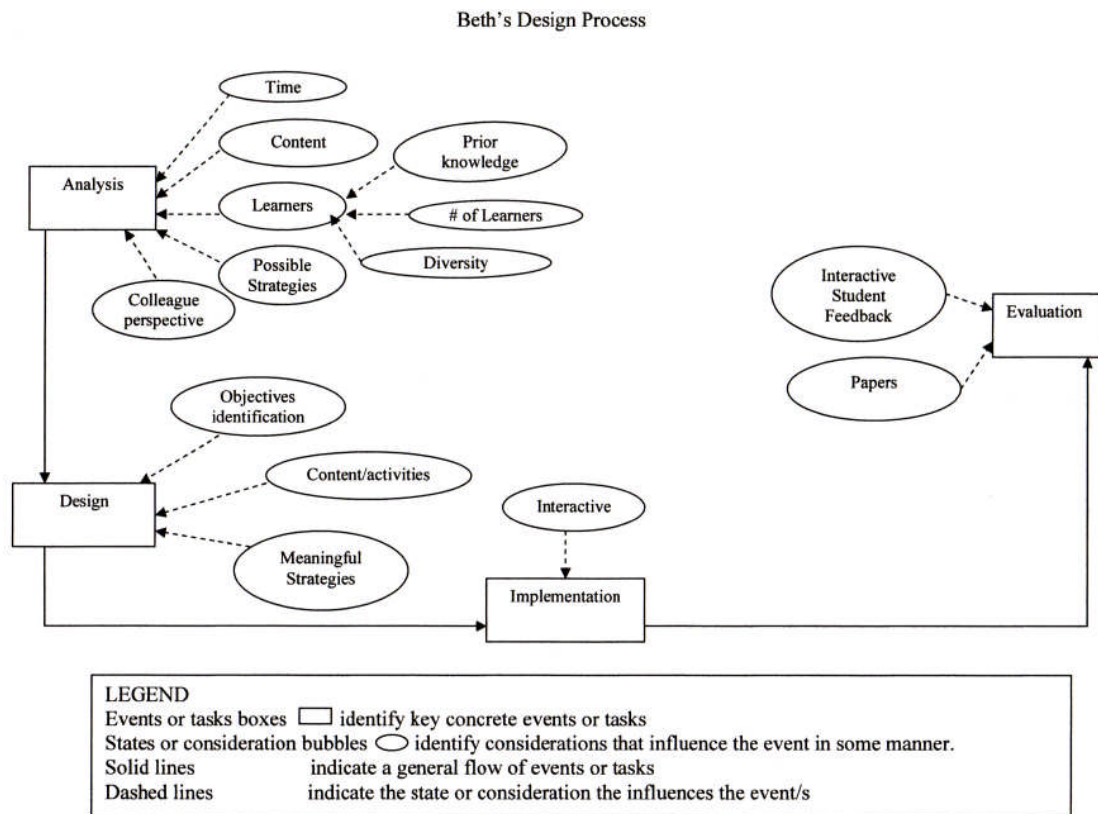 Beth's Design Process
Time
Content
Prior
knowledge
Analysis
Learners
# of Learners
Possible
Strategies
Diversity
Colleague
perspective
Interactive
Student
Feedback
Evaluation
Papers
Objectives
identification
Content/activities
Design
Interactive
Meaningful
Strategies
Implementation
LEGEND
Events or tasks boxes identify key concrete events or tasks
States or consideration bubbles identify considerations that influence the event in some manner.
Solid lines indicate a general flow of events or tasks
Dashed lines indicate the state or consideration the influences the event/s